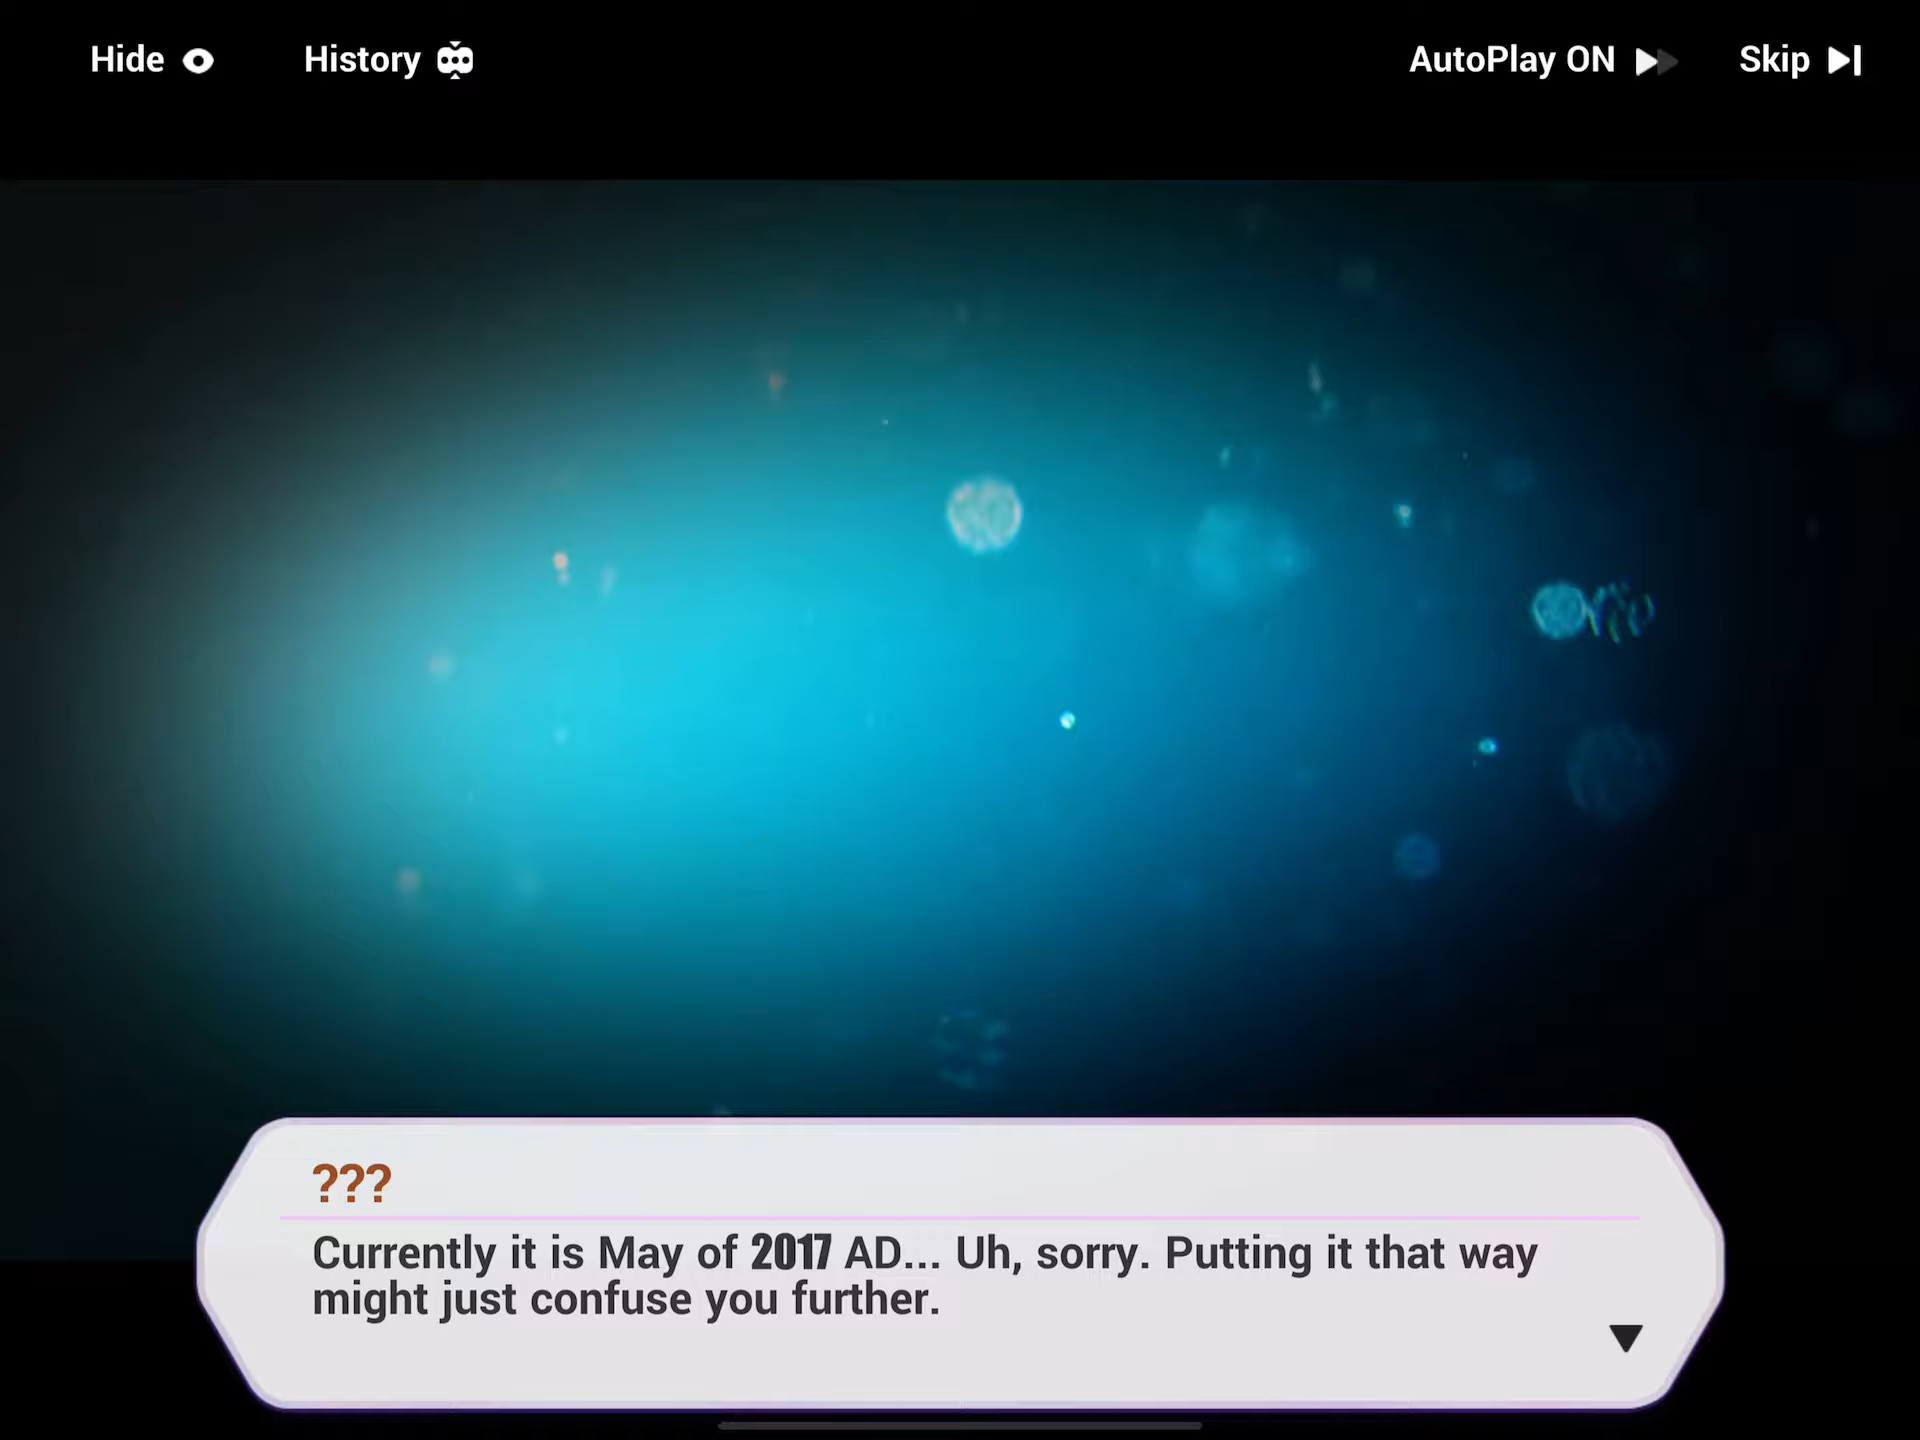 Hide
History
AutoPlay ON
Skip
???
Currently it is May of 2017 AD... Uh, sorry. Putting it that way
might just confuse you further.